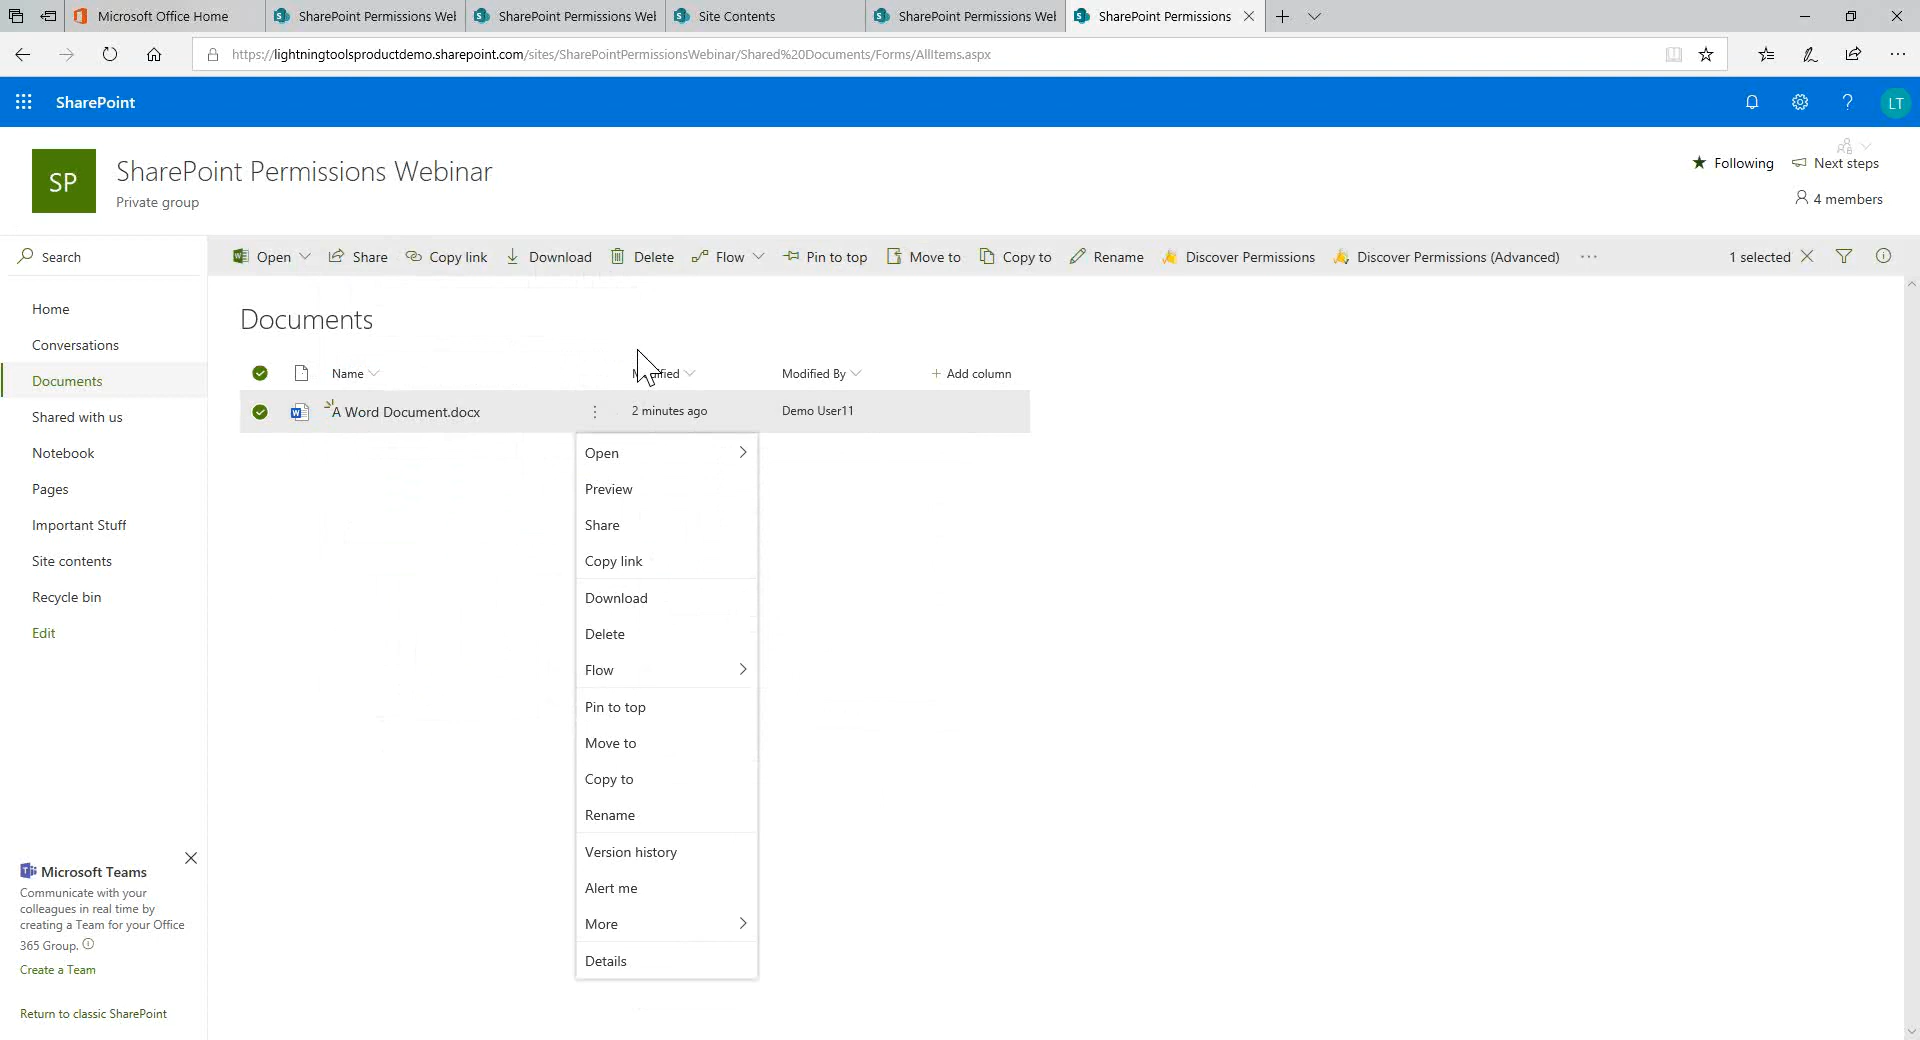 Microsoft Office Home
SharePoint Permissions Wel
SharePoint Permissions Wel
Site Contents
SharePoint Permissions Wel
SharePoint Permissions
https://lightningtoolsproductdemo.sharepoint.com/sites/SharePointPermissionsWebinar/Shared%20Documents/Forms/AllItems.aspx
SharePoint
LT
SP
SharePoint Permissions Webinar
Private group
Following
Next steps
4 members
Search
Open
Share
Copy link
Download
Delete
Flow
Pin to top
Move to
Copy to
Rename
Discover Permissions
Discover Permissions (Advanced)
1 selected
Home
Conversations
Documents
Shared with us
Notebook
Pages
Important Stuff
Site contents
Recycle bin
Edit
Documents
Name
Modified By
+ Add column
A Word Document.docx
2 minutes ago
Demo User11
Open
Preview
Share
Copy link
Download
Delete
Flow
Pin to top
Move to
Copy to
Rename
Version history
Alert me
More
Details
Microsoft Teams
Communicate with your
colleagues in real time by
creating a Team for your Office
365 Group.
Create a Team
Return to classic SharePoint